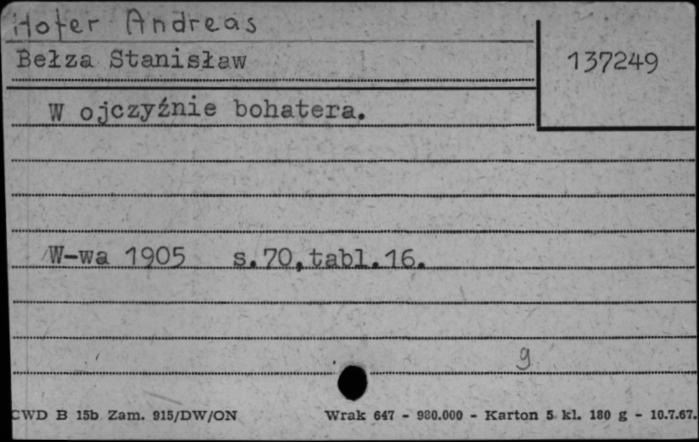 Hofer Andreas
Bełza Stanisław
137249
W ojczyźnie bohatera.
W-wa 1905 s.70,tabl.16.
g
CWD B 15b Zam. 915/DW/ON Wrak 647 - 980.000 - Karton 5 kl. 180 g - 10.7.67.